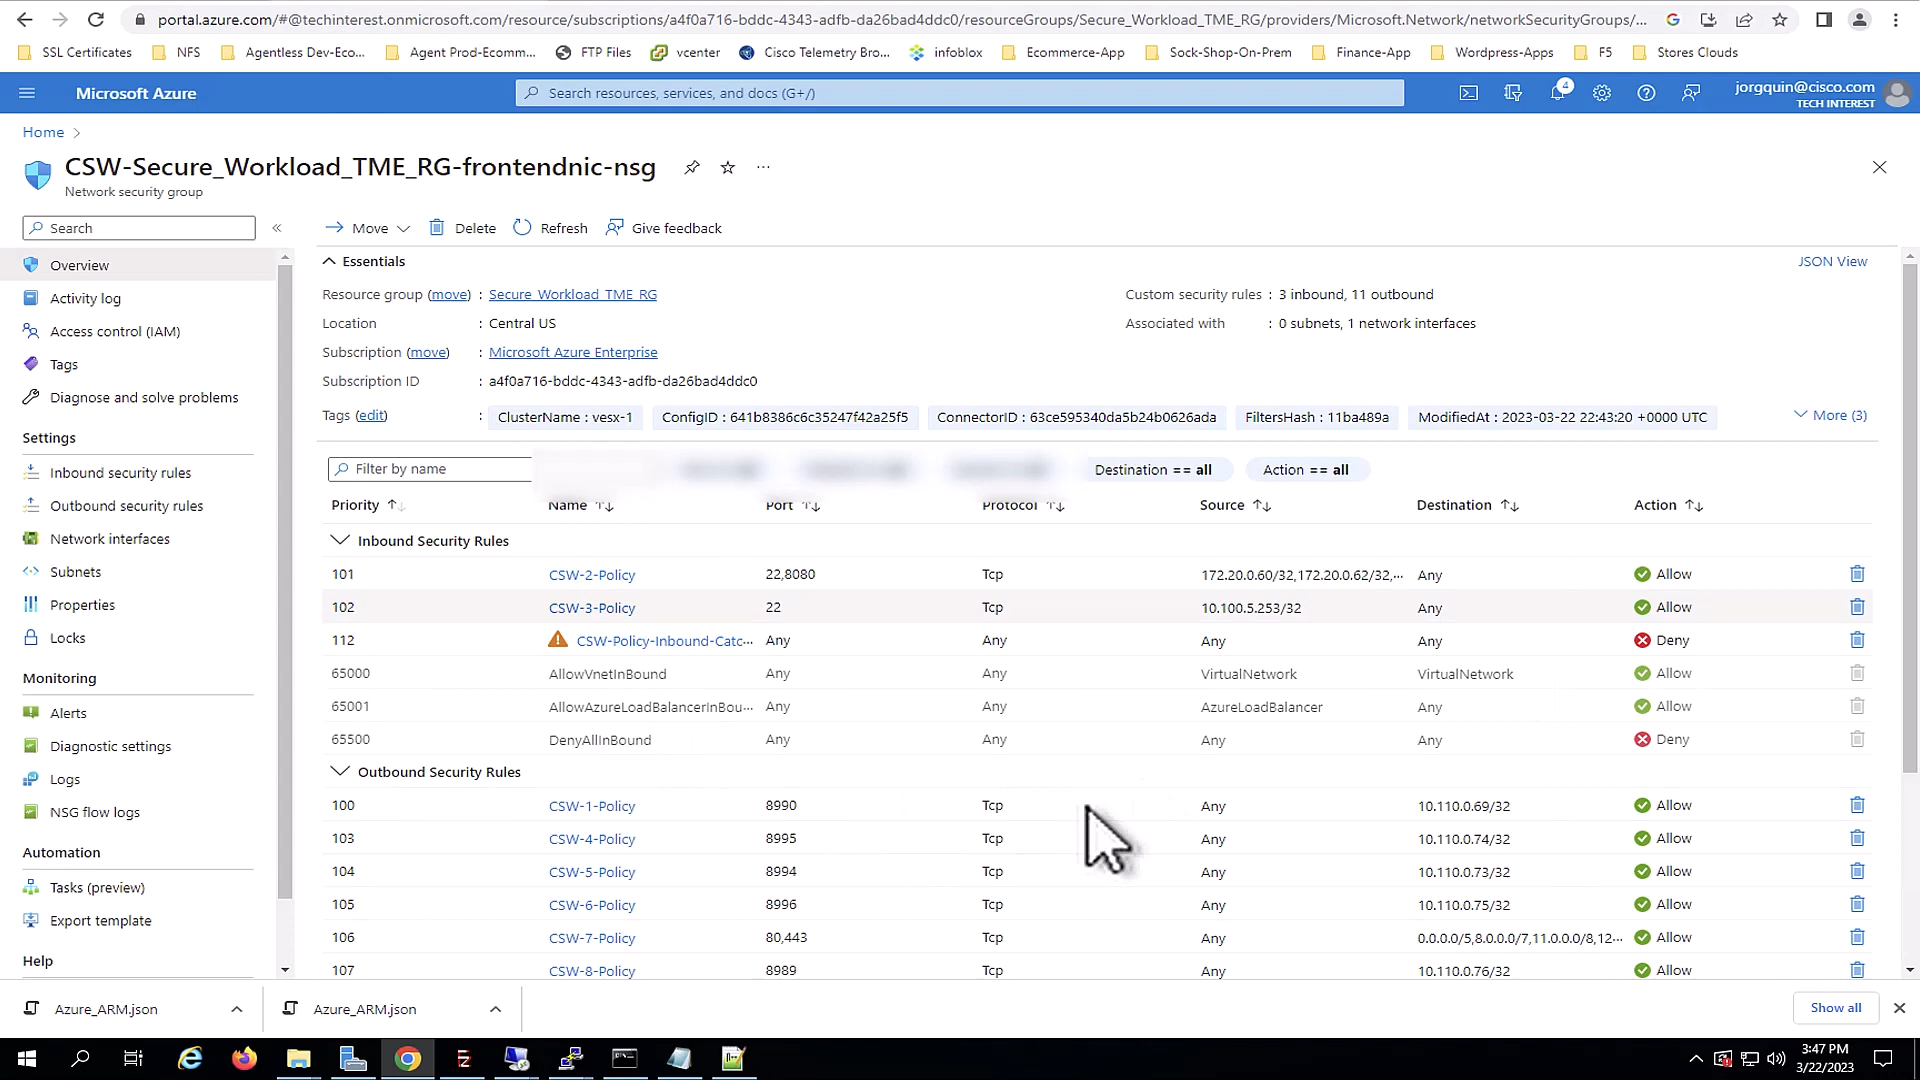 portal.azure.com/#@techinterest.onmicrosoft.com/resource/subscriptions/a4f0a716-bddc-4343-adfb-da26bad4ddc0/resourceGroups/Secure_Workload_TME_RG/providers/Microsoft.Network/networkSecurityGroups/...
SSL Certificates NFS Agentless Dev-Eco... Agent Prod-Ecomm... FTP Files vcenter Cisco Telemetry Bro... infoblox Ecommerce-App Sock-Shop-On-Prem Finance-App Wordpress-Apps F5 Stores Clouds
Microsoft Azure
Search resources, services, and docs (G+/)
4
jorgquin@cisco.com
TECH INTEREST
Home >
CSW-Secure_Workload_TME_RG-frontendnic-nsg ...
Network security group
Search «
Move Delete Refresh Give feedback
Overview
Activity log
Access control (IAM)
Tags
Diagnose and solve problems
Settings
Inbound security rules
Outbound security rules
Network interfaces
Subnets
Properties
Locks
Monitoring
Alerts
Diagnostic settings
Logs
NSG flow logs
Automation
Tasks (preview)
Export template
Help
Essentials JSON View
Resource group (move) : Secure_Workload_TME_RG
Location : Central US
Subscription (move) : Microsoft Azure Enterprise
Subscription ID : a4f0a716-bddc-4343-adfb-da26bad4ddc0
Custom security rules : 3 inbound, 11 outbound
Associated with : 0 subnets, 1 network interfaces
Tags (edit) : ClusterName : vesx-1 ConfigID : 641b8386c6c35247f42a25f5 ConnectorID : 63ce595340da5b24b0626ada FiltersHash : 11ba489a ModifiedAt : 2023-03-22 22:43:20 +0000 UTC More (3)
Filter by name Destination == all Action == all
Priority Name Port Protocol Source Destination Action
Inbound Security Rules
101 CSW-2-Policy 22,8080 Tcp 172.20.0.60/32,172.20.0.62/32,... Any Allow
102 CSW-3-Policy 22 Tcp 10.100.5.253/32 Any Allow
112 CSW-Policy-Inbound-Catc... Any Any Any Any Deny
65000 AllowVnetInBound Any Any VirtualNetwork VirtualNetwork Allow
65001 AllowAzureLoadBalancerInBou... Any Any AzureLoadBalancer Any Allow
65500 DenyAllInBound Any Any Any Any Deny
Outbound Security Rules
100 CSW-1-Policy 8990 Tcp Any 10.110.0.69/32 Allow
103 CSW-4-Policy 8995 Tcp Any 10.110.0.74/32 Allow
104 CSW-5-Policy 8994 Tcp Any 10.110.0.73/32 Allow
105 CSW-6-Policy 8996 Tcp Any 10.110.0.75/32 Allow
106 CSW-7-Policy 80,443 Tcp Any 0.0.0.0/5,8.0.0.0/7,11.0.0.0/8,12... Allow
107 CSW-8-Policy 8989 Tcp Any 10.110.0.76/32 Allow
Azure_ARM.json Azure_ARM.json Show all
3:47 PM
3/22/2023